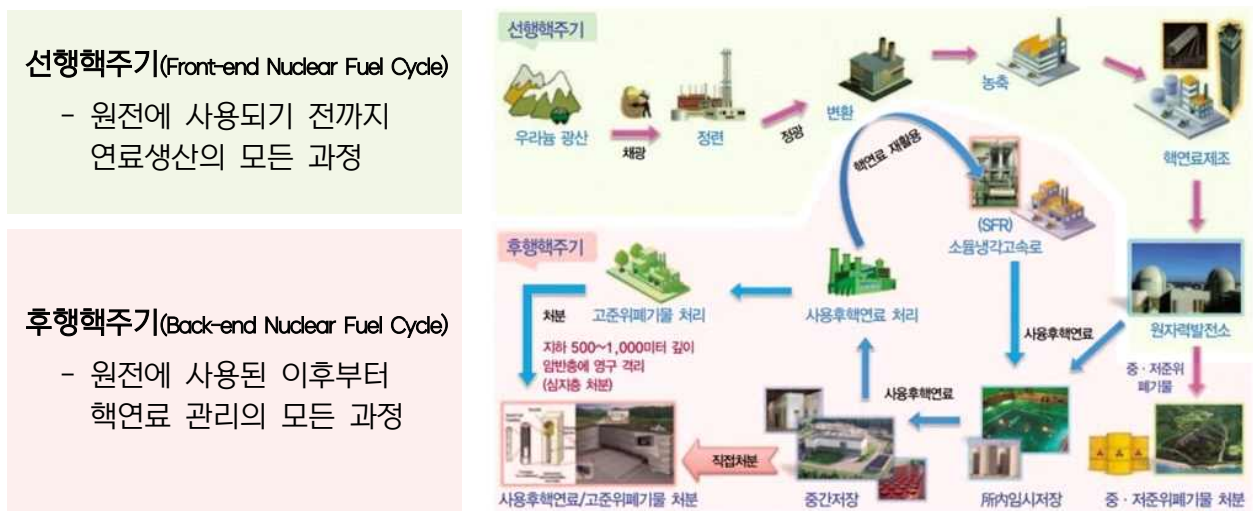 선행핵주기(Front-end Nuclear Fuel Cycle)
- 원전에 사용되기 전까지
연료생산의 모든 과정
후행핵주기(Back-end Nuclear Fuel Cycle)
- 원전에 사용된 이후부터
핵연료 관리의 모든 과정
선행핵주기
우라늄 광산
채광
정련
정광
변환
농축
핵연료제조
핵연료 재활용
(SFR)
소듐냉각고속로
후행핵주기
처분
고준위폐기물 처리
사용후핵연료 처리
원자력발전소
지하 500~1,000미터 깊이
암반층에 영구 격리
(심지층 처분)
사용후핵연료
중·저준위
폐기물
사용후핵연료
직접처분
사용후핵연료/고준위폐기물 처분
중간저장
所內임시저장
중·저준위폐기물 처분